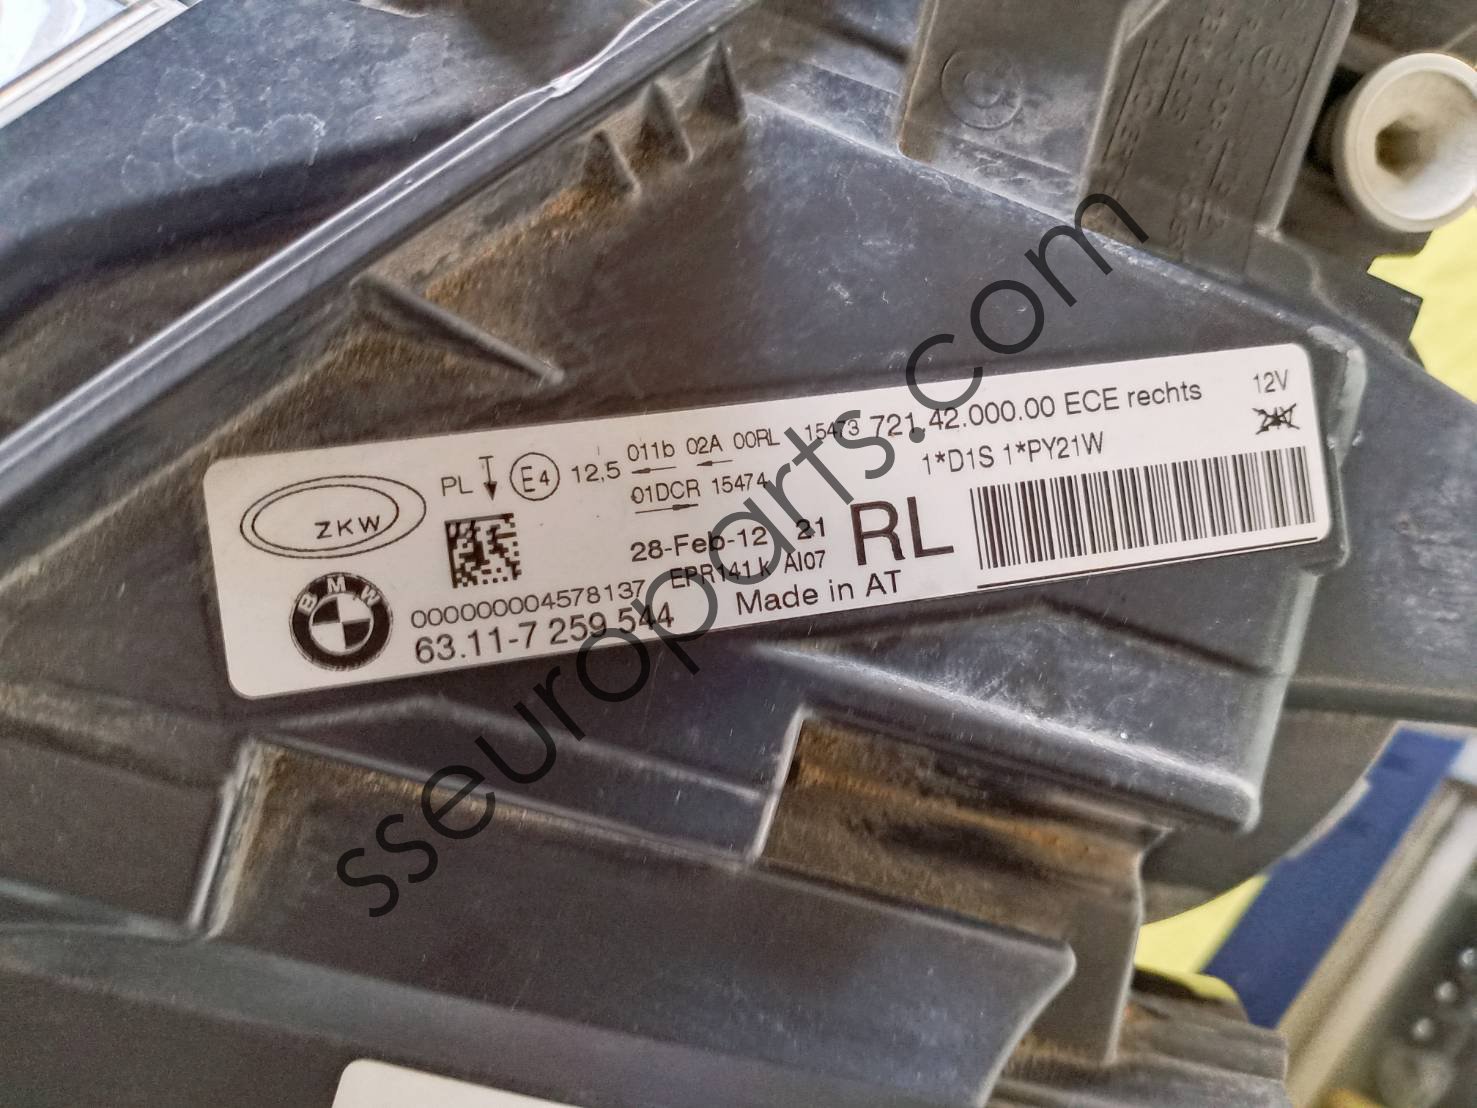 PL E4 12,5 011b 02A 00RL 15473 721.42.000.00 ECE rechts 12V
01DCR 15474 1*D1S 1*PY21W
ZKW
28-Feb-12 21 RL
BMW
000000004578137 EPR141k AI07
63.11-7 259 544 Made in AT
sseuroparts.com